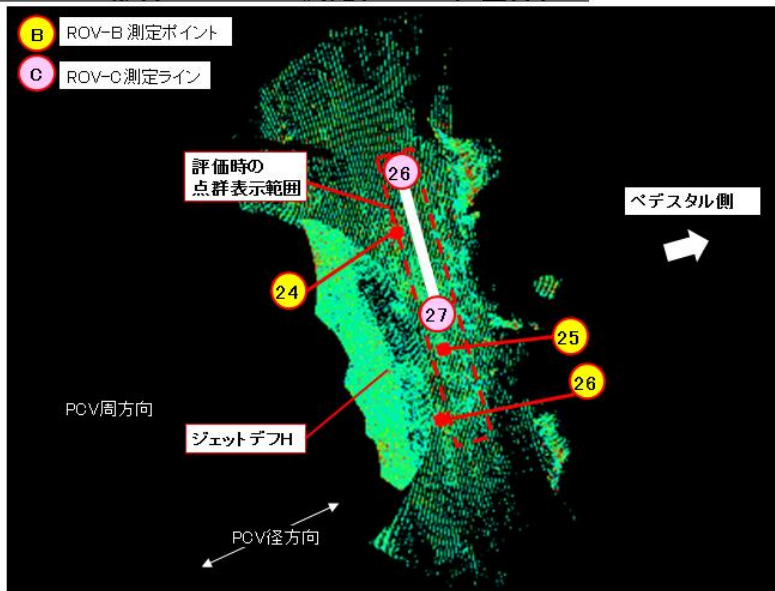 B ROV-B 測定ポイント
C ROV-C測定ライン
評価時の
点群表示範囲
26
ペデスタル側
24
27
25
26
PCV周方向
ジェットデフH
PCV径方向